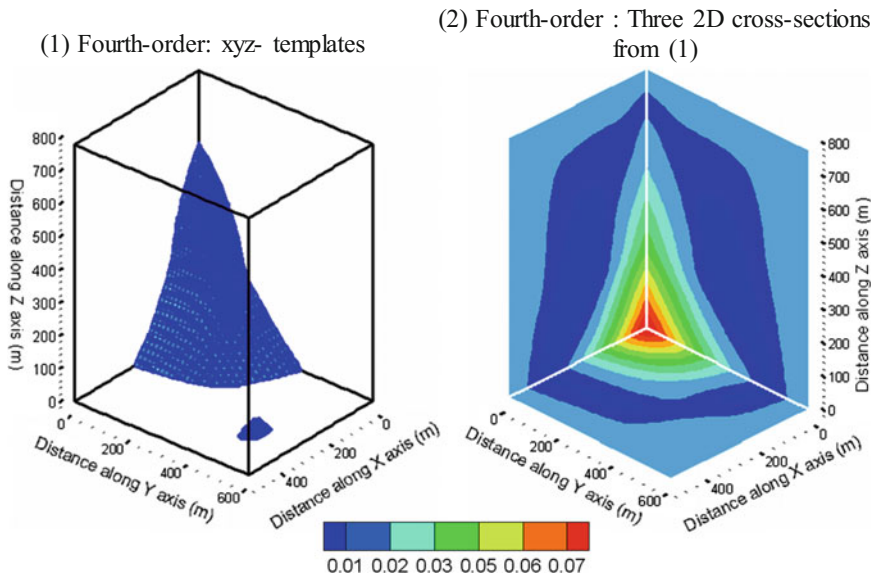 (1) Fourth-order: xyz- templates
(2) Fourth-order : Three 2D cross-sections
from (1)
800
700
600
500
400
300
200
100
0
Distance along Z axis
(m)
0
200
400
600
Distance along Y axis
(m)
0
200
400
Distance along X axis (m)
800
700
600
500
400
300
200
100
0
Distance along Z axis (m)
0
200
400
600
Distance along Y axis
(m)
0
200
400
Distance along X axis (m)
0.01 0.02 0.03 0.05 0.06 0.07